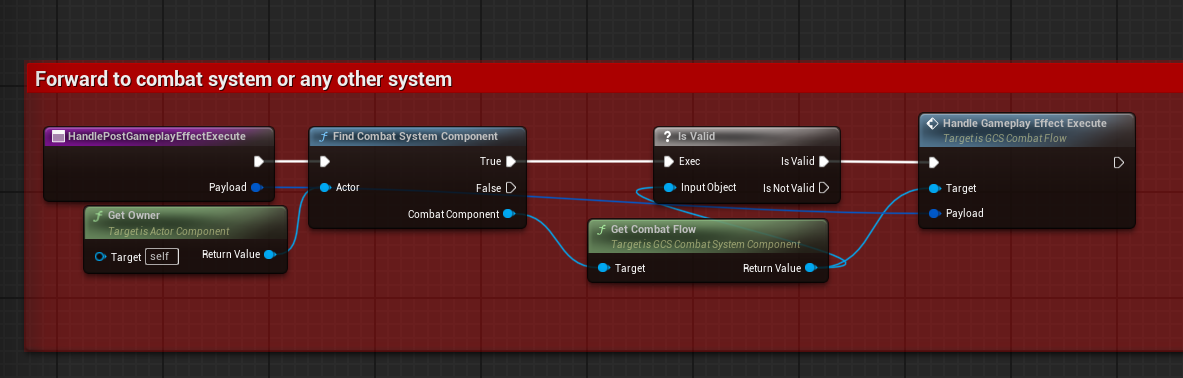 Forward to combat system or any other system
HandlePostGameplayEffectExecute
Payload
Get Owner
Target is Actor Component
Target self
Return Value
Find Combat System Component
True
Actor
False
Combat Component
Is Valid
Exec
Is Valid
Input Object
Is Not Valid
Get Combat Flow
Target is GCS Combat System Component
Target
Return Value
Handle Gameplay Effect Execute
Target is GCS Combat Flow
Target
Payload